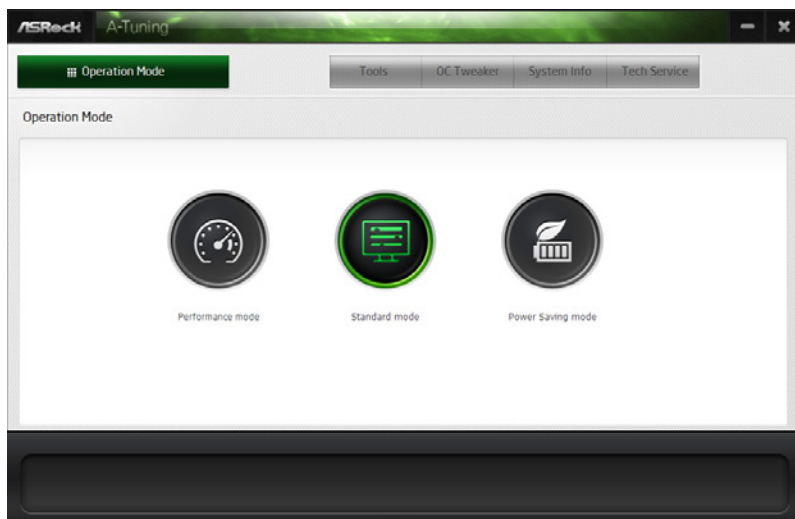 ASRock A-Tuning
Operation Mode Tools OC Tweaker System Info Tech Service
Operation Mode
Performance mode Standard mode Power Saving mode